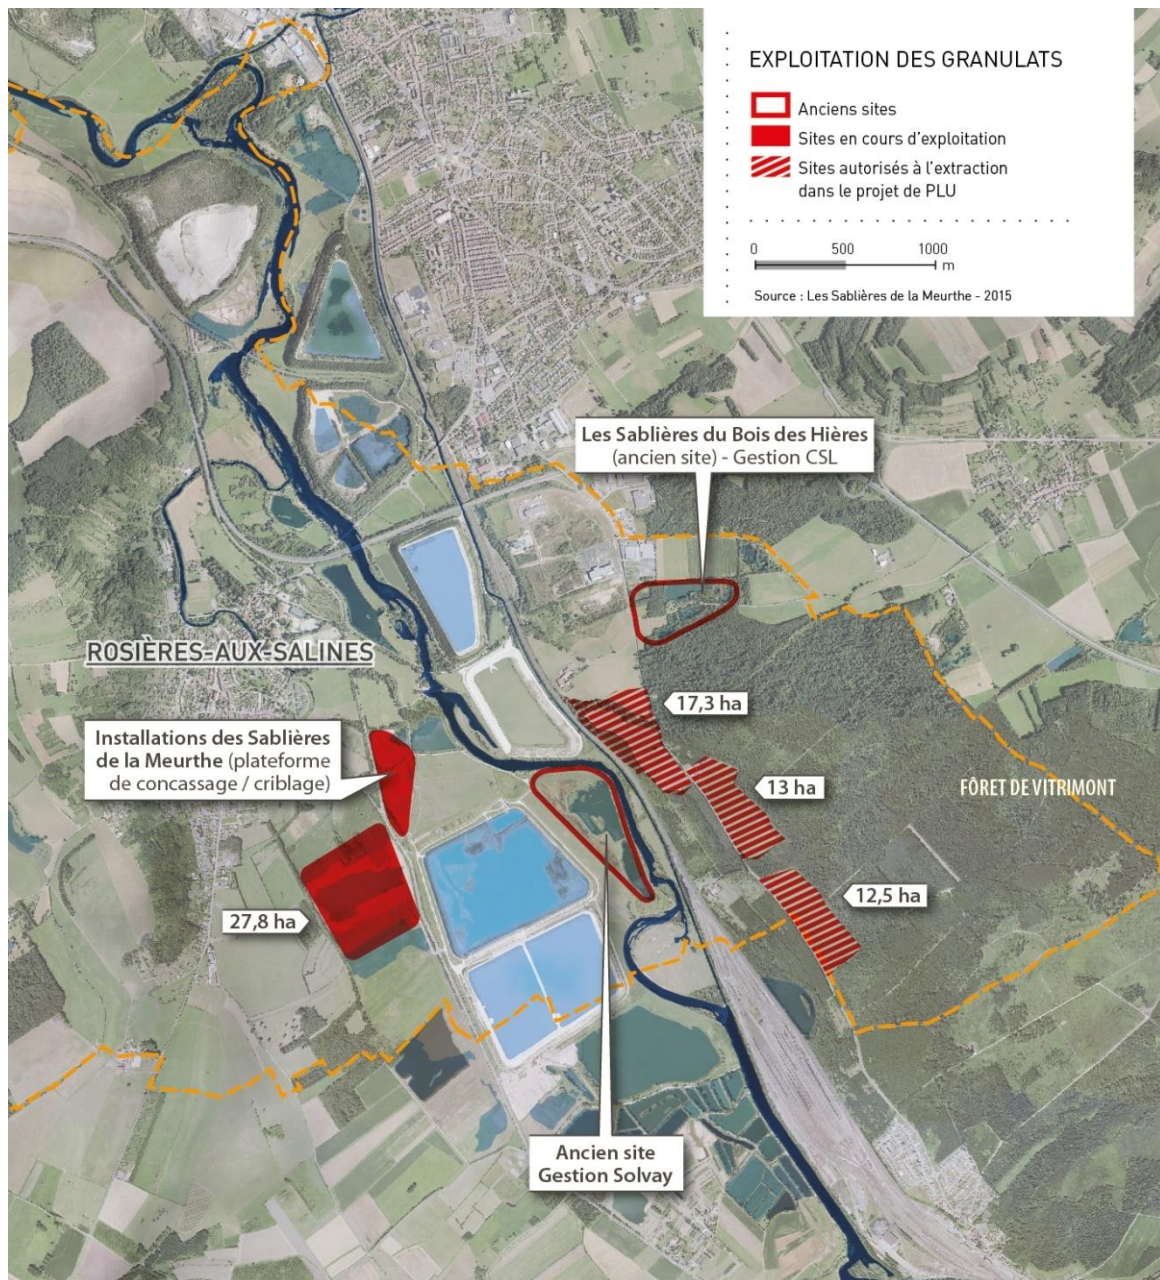 EXPLOITATION DES GRANULATS
Anciens sites
Sites en cours d'exploitation
Sites autorisés à l'extraction
dans le projet de PLU
0 500 1000
m
Source : Les Sablières de la Meurthe - 2015
Les Sablières du Bois des Hières
(ancien site) - Gestion CSL
ROSIÈRES-AUX-SALINES
17,3 ha
Installations des Sablières
de la Meurthe (plateforme
de concassage / criblage)
13 ha
FÔRET DE VITRIMONT
12,5 ha
27,8 ha
Ancien site
Gestion Solvay